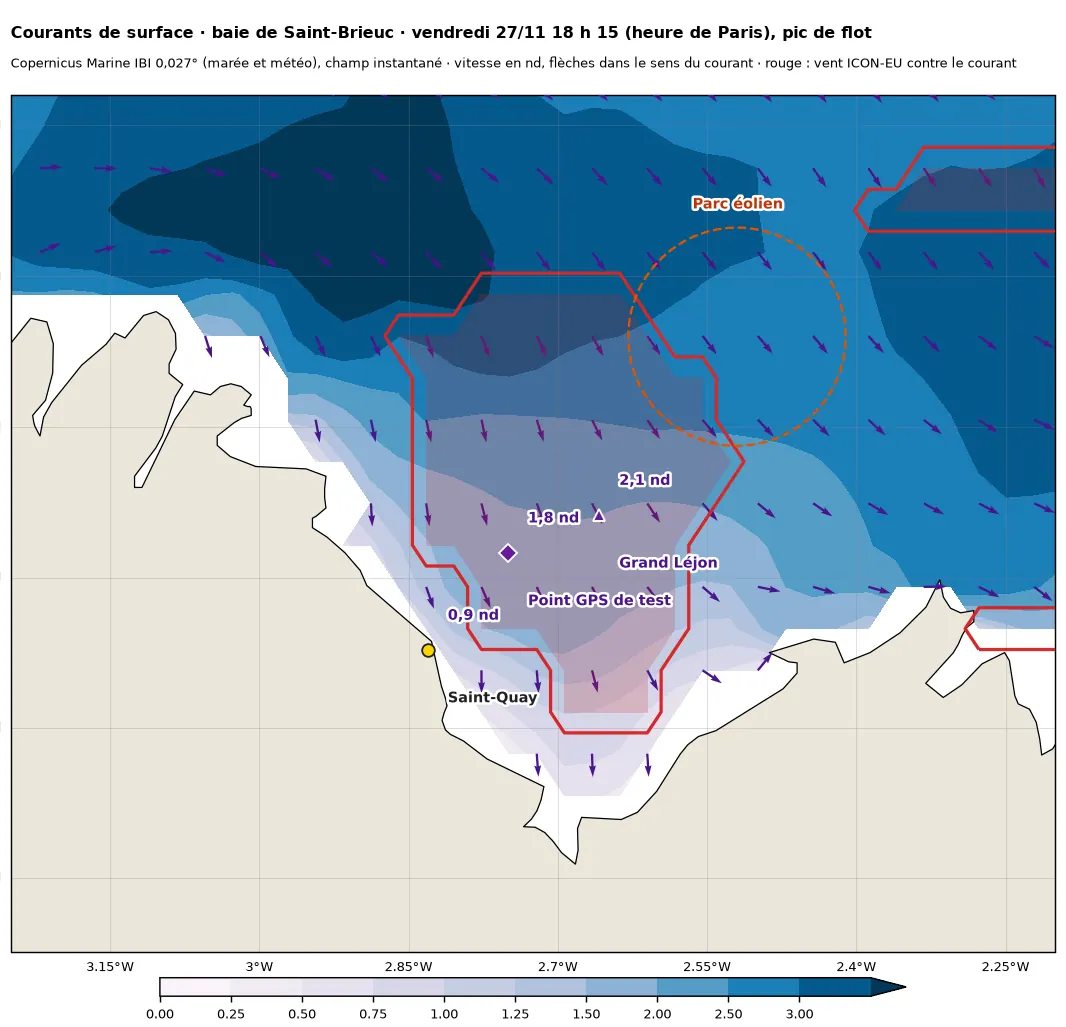 Courants de surface · baie de Saint-Brieuc · vendredi 27/11 18 h 15 (heure de Paris), pic de flot
Copernicus Marine IBI 0,027° (marée et météo), champ instantané · vitesse en nd, flèches dans le sens du courant · rouge : vent ICON-EU contre le courant
Parc éolien
2,1 nd
1,8 nd
Grand Léjon
Point GPS de test
0,9 nd
Saint-Quay
3.15°W 3°W 2.85°W 2.7°W 2.55°W 2.4°W 2.25°W
0.00 0.25 0.50 0.75 1.00 1.25 1.50 2.00 2.50 3.00